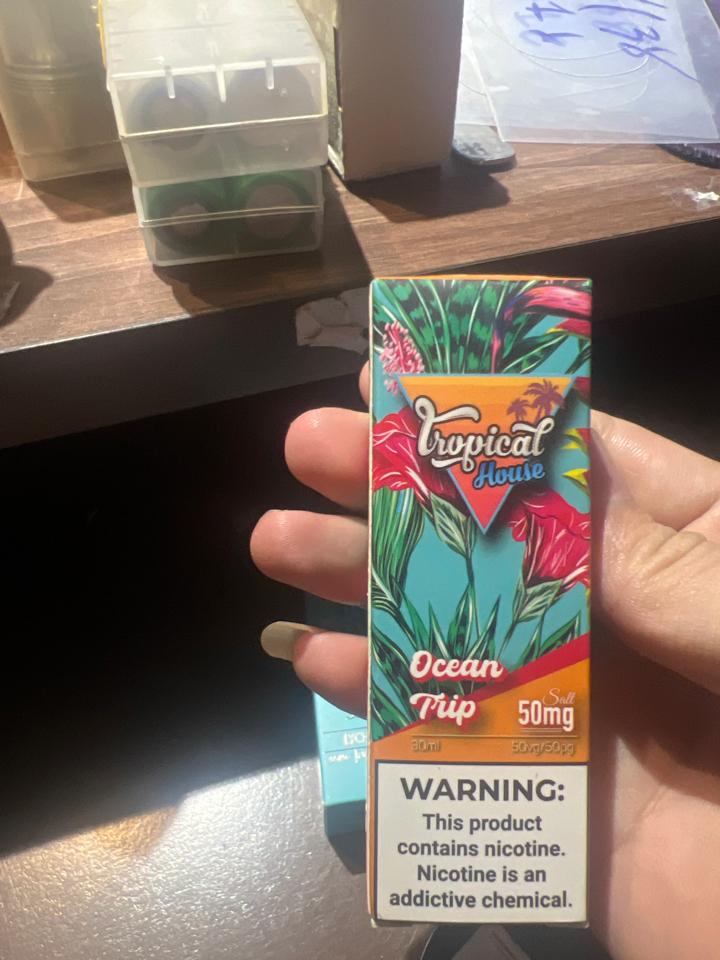 Tropical
House
Ocean
Trip
Salt
50mg
30ml 50vg/50pg
WARNING:
This product
contains nicotine.
Nicotine is an
addictive chemical.